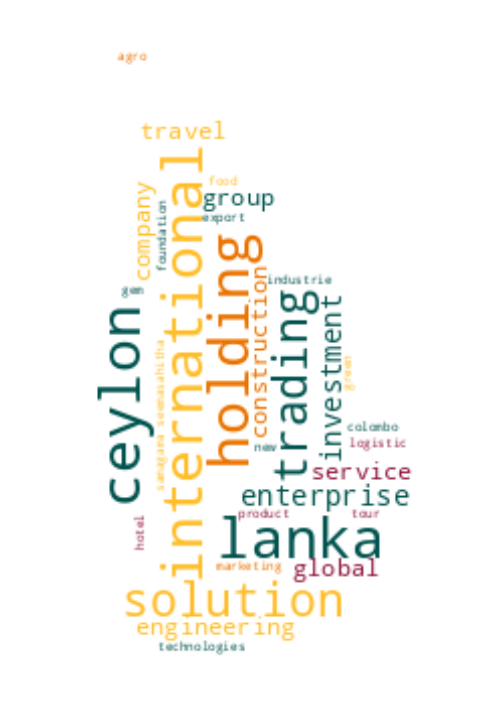 agro
travel
international
food
company
group
foundation
export
holding
construction
industrie
gem
trading
investment
ceylon
samagama seemasahitha
green
colombo
logistic
new
service
enterprise
product
tour
hotel
lanka
marketing
global
solution
engineering
technologies